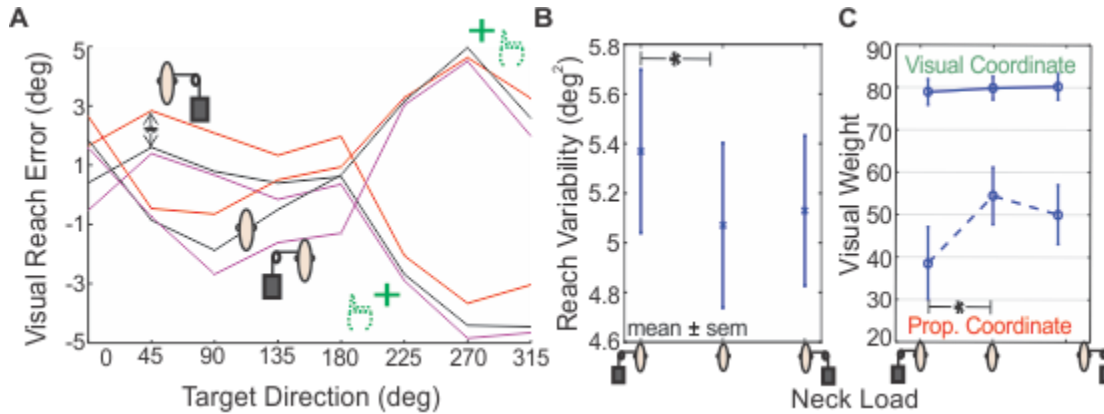 A
Visual Reach Error (deg)
5
3
1
-1
-3
-5
0 45 90 135 180 225 270 315
Target Direction (deg)
B
Reach Variability (deg²)
5.8
5.6
5.4
5.2
5
4.8
4.6
*
mean ± sem
C
Visual Weight
90
80
70
60
50
40
30
20
Visual Coordinate
*
Prop. Coordinate
Neck Load